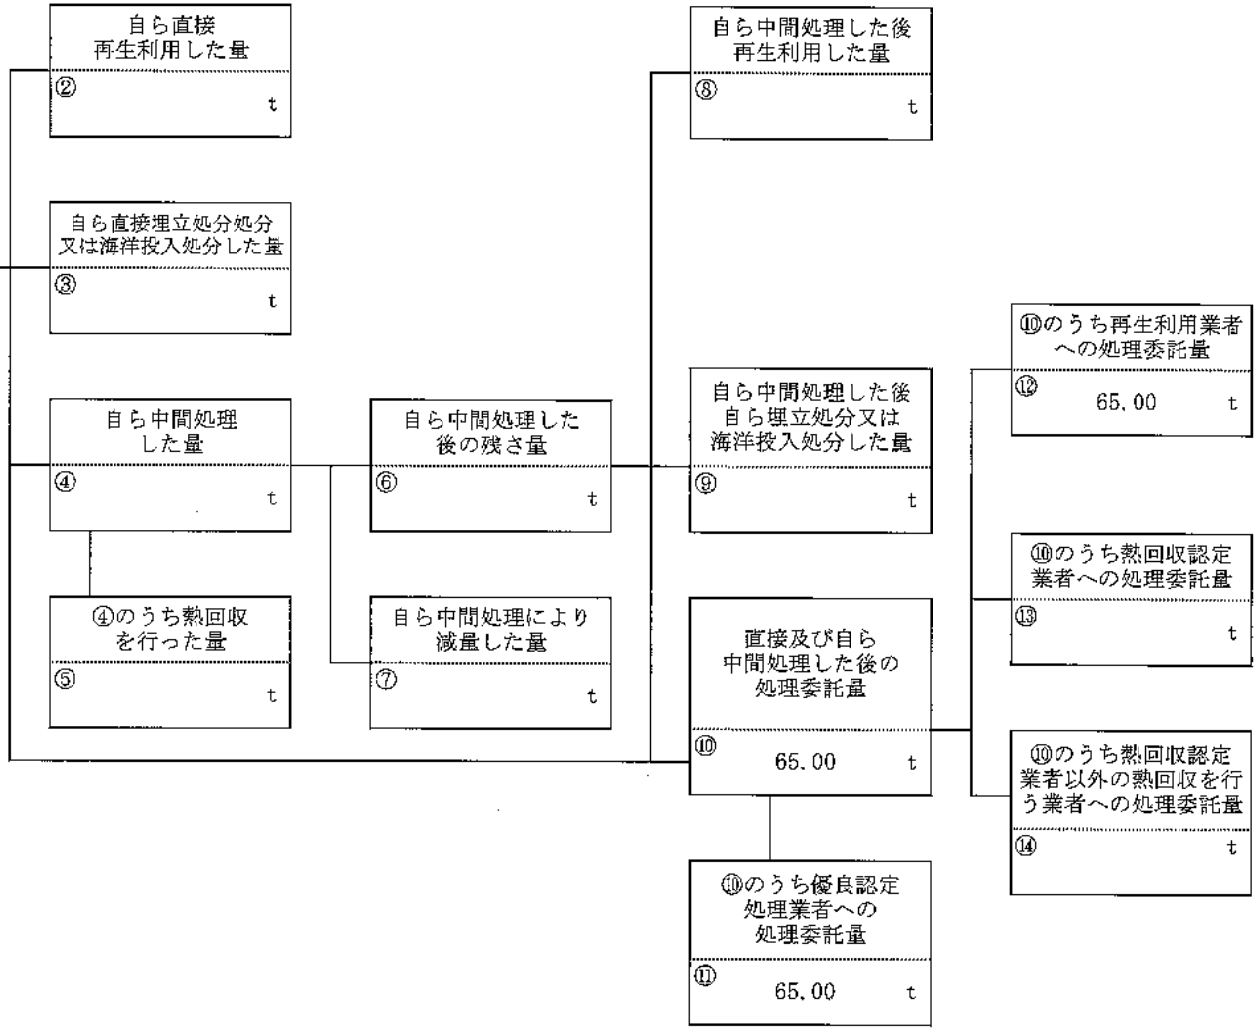 自ら直接
再生利用した量
②
t
自ら中間処理した後
再生利用した量
⑧
t
自ら直接埋立処分処分
又は海洋投入処分した量
③
t
⑩のうち再生利用業者
への処理委託量
⑫
65.00 t
自ら中間処理
した量
④
t
自ら中間処理した
後の残さ量
⑥
t
自ら中間処理した後
自ら埋立処分又は
海洋投入処分した量
⑨
t
⑩のうち熱回収認定
業者への処理委託量
⑬
t
④のうち熱回収
を行った量
⑤
t
自ら中間処理により
減量した量
⑦
t
直接及び自ら
中間処理した後の
処理委託量
⑩
65.00 t
⑩のうち熱回収認定
業者以外の熱回収を行
う業者への処理委託量
⑭
t
⑩のうち優良認定
処理業者への
処理委託量
⑪
65.00 t